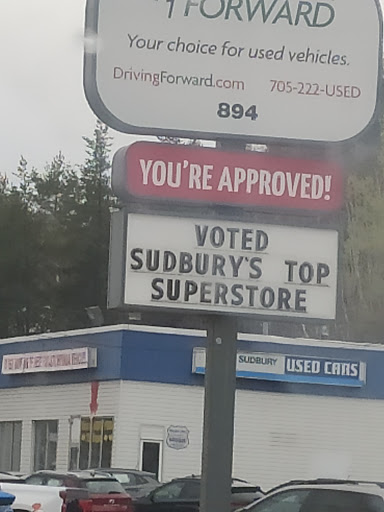 FORWARD
Your choice for used vehicles.
DrivingForward.com 705-222-USED
894
YOU'RE APPROVED!
VOTED
SUDBURY'S TOP
SUPERSTORE
SUDBURY USED CARS